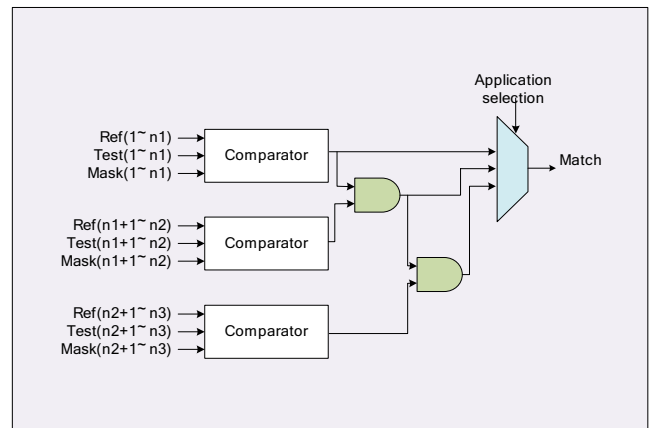 Application
selection
Ref(1~ n1)
Test(1~ n1)
Mask(1~ n1)
Comparator
Match
Ref(n1+1~ n2)
Test(n1+1~ n2)
Mask(n1+1~ n2)
Comparator
Ref(n2+1~ n3)
Test(n2+1~ n3)
Mask(n2+1~ n3)
Comparator